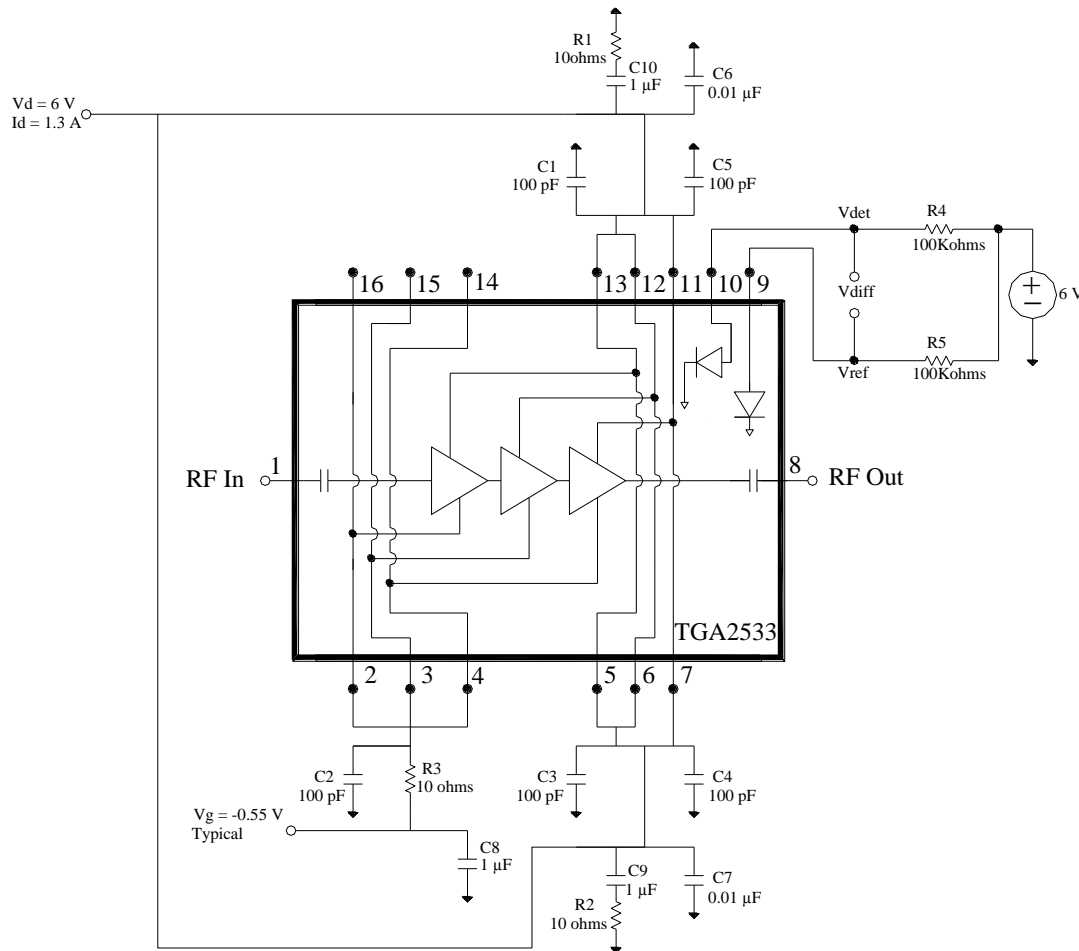 R1
10ohms
C10
1 µF
C6
0.01 µF
Vd = 6 V
Id = 1.3 A
C1
100 pF
C5
100 pF
Vdet
R4
100Kohms
16
15
14
13
12
11
10
9
Vdiff
+
−
6 V
R5
Vref
100Kohms
RF In
1
8
RF Out
TGA2533
2
3
4
5
6
7
C2
100 pF
R3
10 ohms
C3
100 pF
C4
100 pF
Vg = -0.55 V
Typical
C8
1 µF
C9
1 µF
C7
0.01 µF
R2
10 ohms